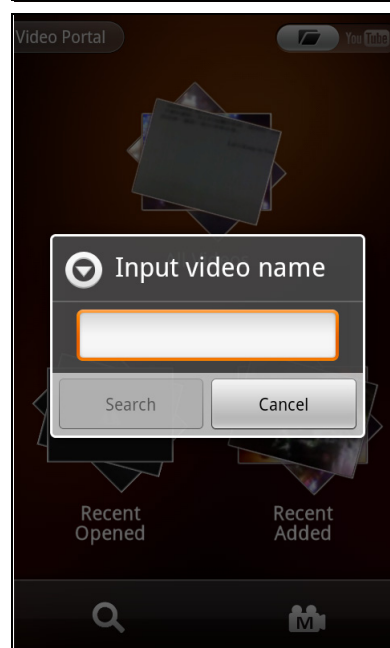 Video Portal
You Tube
Input video name
Search
Cancel
Recent
Opened
Recent
Added
M